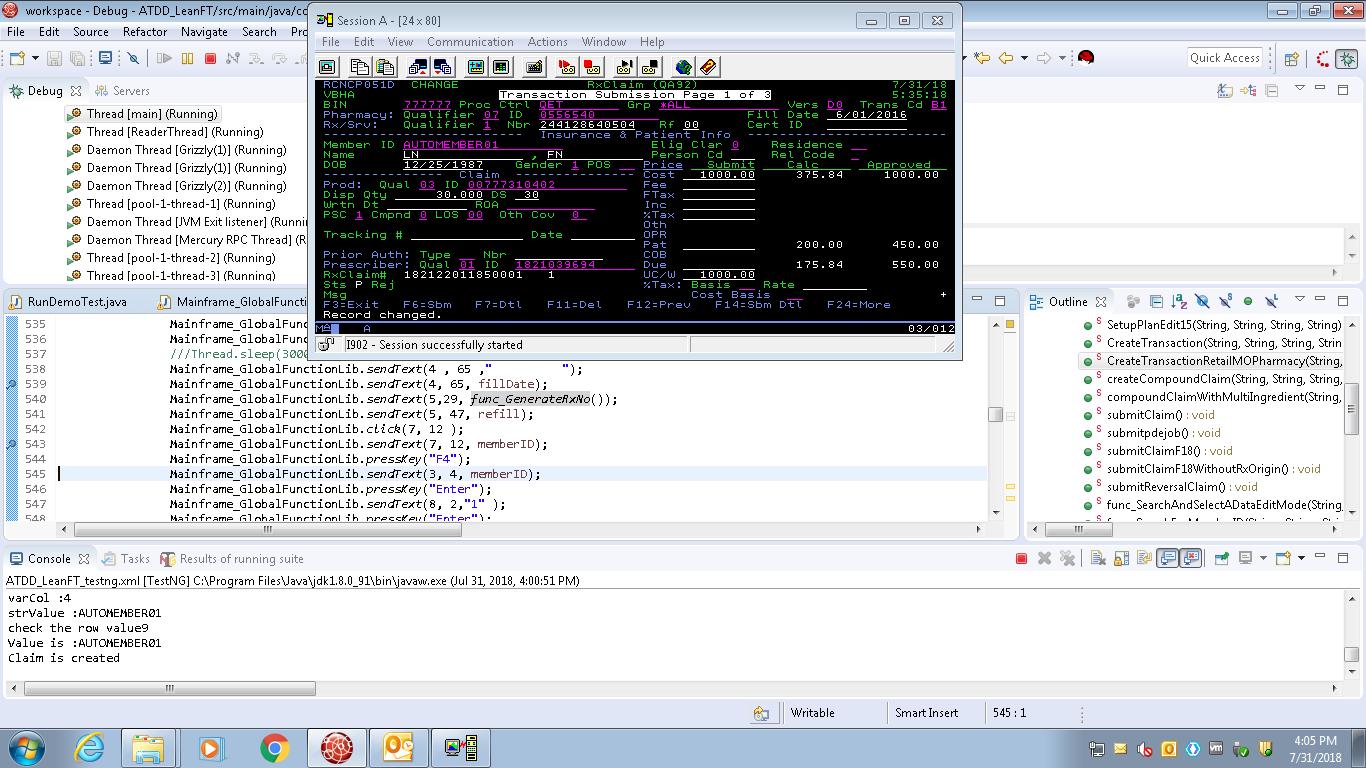 workspace - Debug - ATDD_LeanFT/src/main/java/co
File Edit Source Refactor Navigate Search
Quick Access
Debug
Servers
Thread [main] (Running)
Thread [ReaderThread] (Running)
Daemon Thread [Grizzly(1)] (Running)
Daemon Thread [Grizzly(1)] (Running)
Daemon Thread [Grizzly(2)] (Running)
Thread [pool-1-thread-1] (Running)
Daemon Thread [JVM Exit listener] (Runnin
Daemon Thread [Mercury RPC Thread] (R
Thread [pool-1-thread-2] (Running)
Thread [pool-1-thread-3] (Running)
Session A - [24 x 80]
File Edit View Communication Actions Window Help
RCNCP051D CHANGE RxClaim (QA92) 7/31/18
VBHA Transaction Submission Page 1 of 3 5:35:18
BIN 777777 Proc Ctrl QET Grp *ALL Vers D0 Trans Cd B1
Pharmacy: Qualifier 07 ID 0556540 Fill Date 6/01/2016
Rx/Srv: Qualifier 1 Nbr 244128640504 Rf 00 Cert ID
Insurance & Patient Info
Member ID AUTOMEMBER01 Elig Clar 0 Residence
Name LN , FN Person Cd Rel Code
DOB 12/25/1987 Gender 1 POS Price Submit Calc Approved
Claim Cost 1000.00 375.84 1000.00
Prod: Qual 03 ID 00777310402 Fee
Disp Qty 30.000 DS 30 FTax
Wrtn Dt ROA Inc
PSC 1 Cmpnd 0 LOS 00 Oth Cov 0 %Tax
Oth
Tracking # Date OPR
Pat 200.00 450.00
Prior Auth: Type Nbr COB
Prescriber: Qual 01 ID 1821039694 Due 175.84 550.00
RxClaim# 182122011850001 1 UC/W 1000.00
Sts P Rej %Tax: Basis Rate
Msg Cost Basis +
F3=Exit F6=Sbm F7=Dtl F11=Del F12=Prev F14=Sbm Dtl F24=More
Record changed.
MA A 03/012
I902 - Session successfully started
RunDemoTest.java
Mainframe_GlobalFuncti
535 Mainframe_GlobalFunc
536 Mainframe_GlobalFunc
537 ///Thread.sleep(3000
538 Mainframe_GlobalFunctionLib.sendText(4 , 65 ,"          ");
539 Mainframe_GlobalFunctionLib.sendText(4, 65, fillDate);
540 Mainframe_GlobalFunctionLib.sendText(5,29, func_GenerateRxNo());
541 Mainframe_GlobalFunctionLib.sendText(5, 47, refill);
542 Mainframe_GlobalFunctionLib.click(7, 12 );
543 Mainframe_GlobalFunctionLib.sendText(7, 12, memberID);
544 Mainframe_GlobalFunctionLib.pressKey("F4");
545 Mainframe_GlobalFunctionLib.sendText(3, 4, memberID);
546 Mainframe_GlobalFunctionLib.pressKey("Enter");
547 Mainframe_GlobalFunctionLib.sendText(8, 2,"1" );
548 Mainframe_GlobalFunctionLib.pressKey("Enter");
Outline
SetupPlanEdit15(String, String, String, String)
CreateTransaction(String, String, String, Strin
CreateTransactionRetailMOPharmacy(String,
createCompoundClaim(String, String, String,
compoundClaimWithMultiIngredient(String,
submitClaim() : void
submitpdejob() : void
submitClaimF18() : void
submitClaimF18WithoutRxOrigin() : void
submitReversalClaim() : void
func_SearchAndSelectADataEditMode(String,
Console
Tasks
Results of running suite
ATDD_LeanFT_testng.xml [TestNG] C:\Program Files\Java\jdk1.8.0_91\bin\javaw.exe (Jul 31, 2018, 4:00:51 PM)
varCol :4
strValue :AUTOMEMBER01
check the row value9
Value is :AUTOMEMBER01
Claim is created
Writable
Smart Insert
545 : 1
4:05 PM
7/31/2018